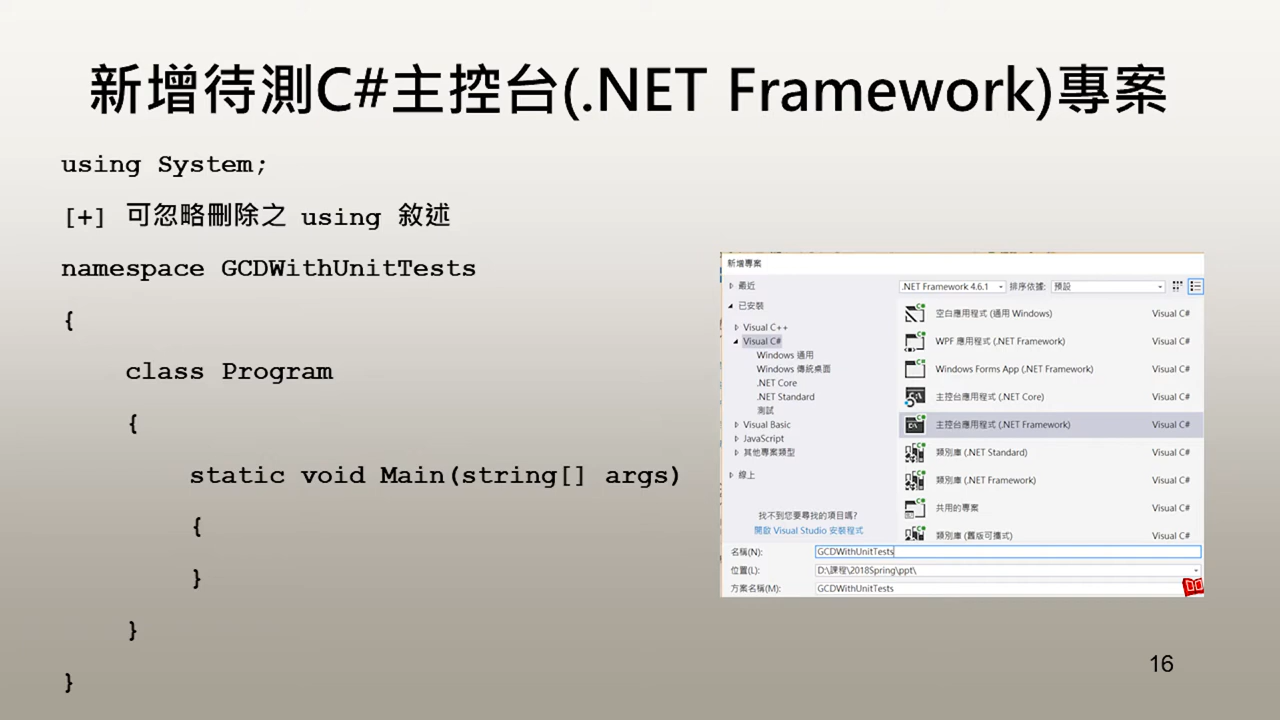 新增待測C#主控台(.NET Framework)專案
using System;
[+] 可忽略刪除之 using 敘述
namespace GCDWithUnitTests
{
class Program
{
static void Main(string[] args)
{
}
}
}
新增專案
最近
已安裝
Visual C++
Visual C#
Windows 通用
Windows 傳統桌面
.NET Core
.NET Standard
測試
Visual Basic
JavaScript
其他專案類型
線上
找不到您要尋找的項目嗎?
開啟 Visual Studio 安裝程式
.NET Framework 4.6.1 排序依據: 預設
空白應用程式 (通用 Windows) Visual C#
WPF 應用程式 (.NET Framework) Visual C#
Windows Forms App (.NET Framework) Visual C#
主控台應用程式 (.NET Core) Visual C#
主控台應用程式 (.NET Framework) Visual C#
類別庫 (.NET Standard) Visual C#
類別庫 (.NET Framework) Visual C#
共用的專案 Visual C#
類別庫 (舊版可攜式) Visual C#
名稱(N): GCDWithUnitTests
位置(L): D:\課程\2018Spring\ppt\
方案名稱(M): GCDWithUnitTests
16